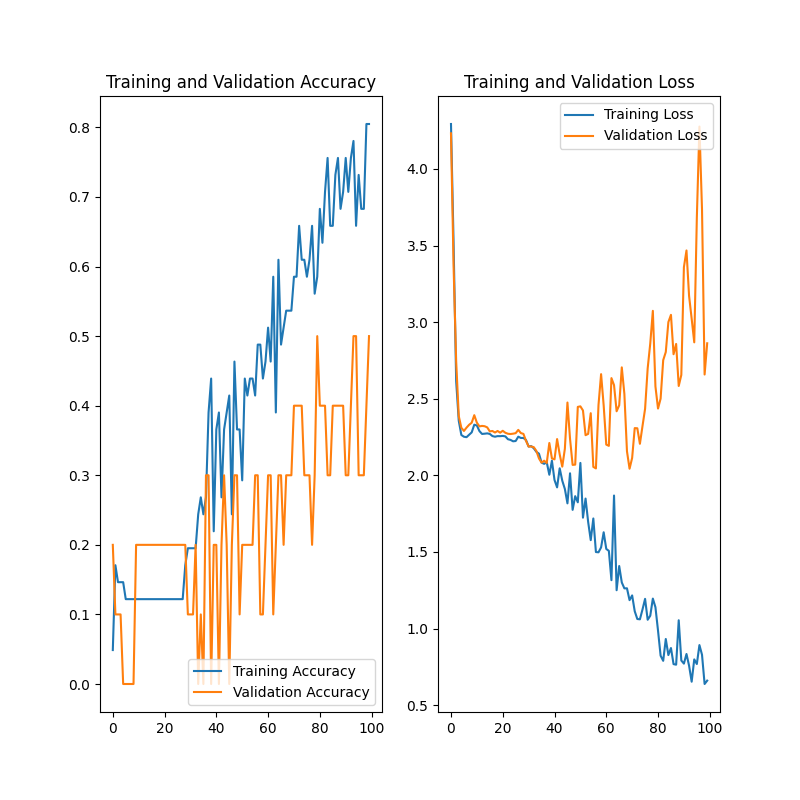 Training and Validation Accuracy
0.8
0.7
0.6
0.5
0.4
0.3
0.2
0.1
0.0
Training Accuracy
Validation Accuracy
0 20 40 60 80 100
Training and Validation Loss
Training Loss
Validation Loss
4.0
3.5
3.0
2.5
2.0
1.5
1.0
0.5
0 20 40 60 80 100